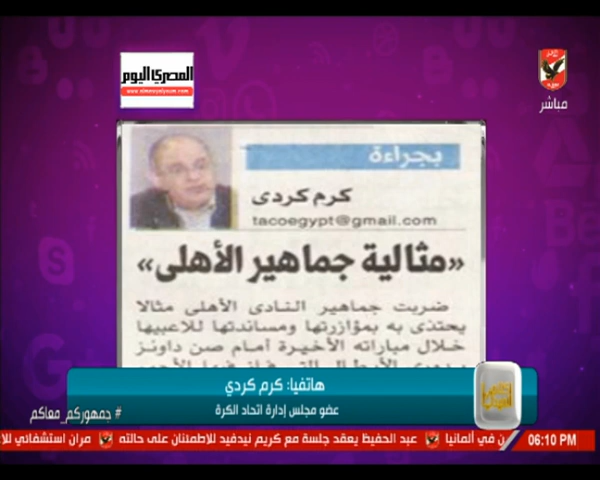 المصري اليوم
www.almasryalyoum.com
مباشر
بجراءة
كرم كردى
tacoegypt@gmail.com
«مثالية جماهير الأهلى»
ضربت جماهير النادى الأهلى مثالا
يحتذى به بمؤازرتها ومساندتها للاعبيها
خلال مباراته الأخيرة أمام صن داونز
هاتفيا: كرم كردي
عضو مجلس إدارة اتحاد الكرة
#جمهوركم_معاكم
ن في ألمانيا عبد الحفيظ يعقد جلسة مع كريم نيدفيد للاطمئنان على حالته مران استشفائي للا
06:10 PM